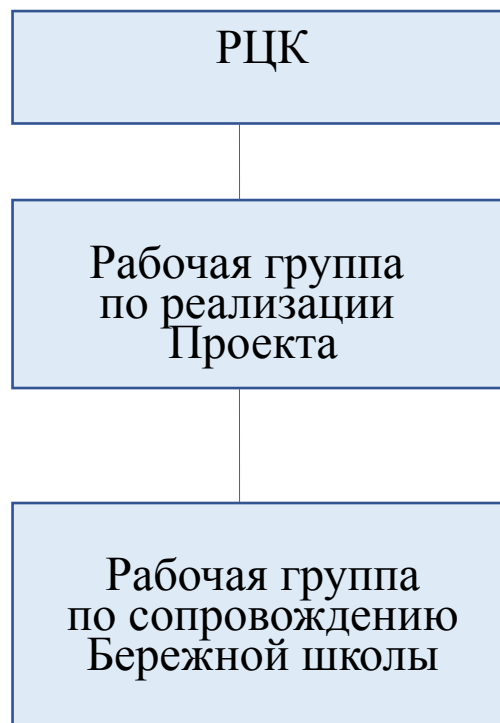 РЦК
Рабочая группа
по реализации
Проекта
Рабочая группа
по сопровождению
Бережной школы